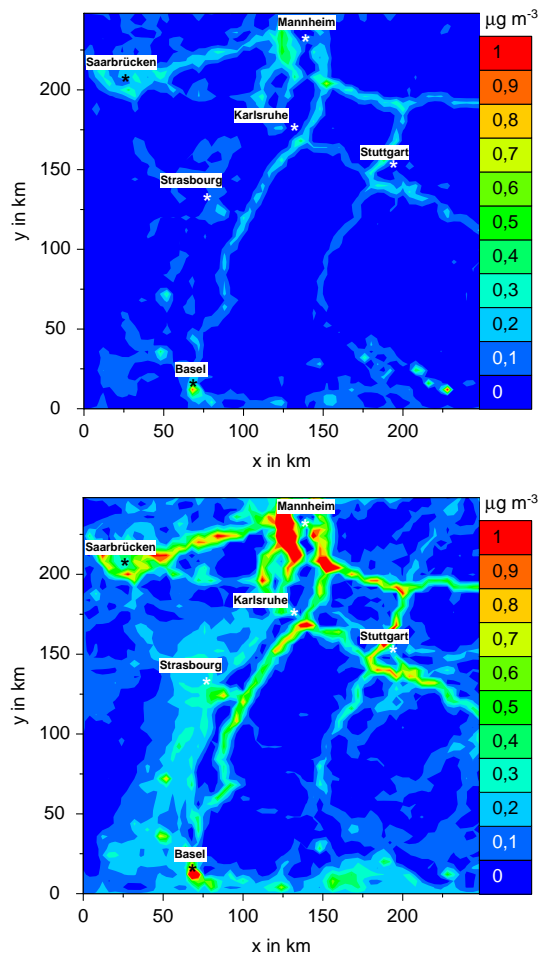 μg m-3
Mannheim
1
Saarbrücken
0,9
200
0,8
Karlsruhe
0,7
150
Stuttgart
0,6
Strasbourg
0,5
y in km
100
0,4
0,3
50
0,2
Basel
0,1
0
0
0
50
100
150
200
x in km
μg m-3
Mannheim
1
Saarbrücken
0,9
200
0,8
Karlsruhe
0,7
150
Stuttgart
0,6
Strasbourg
0,5
y in km
100
0,4
0,3
50
0,2
Basel
0,1
0
0
0
50
100
150
200
x in km